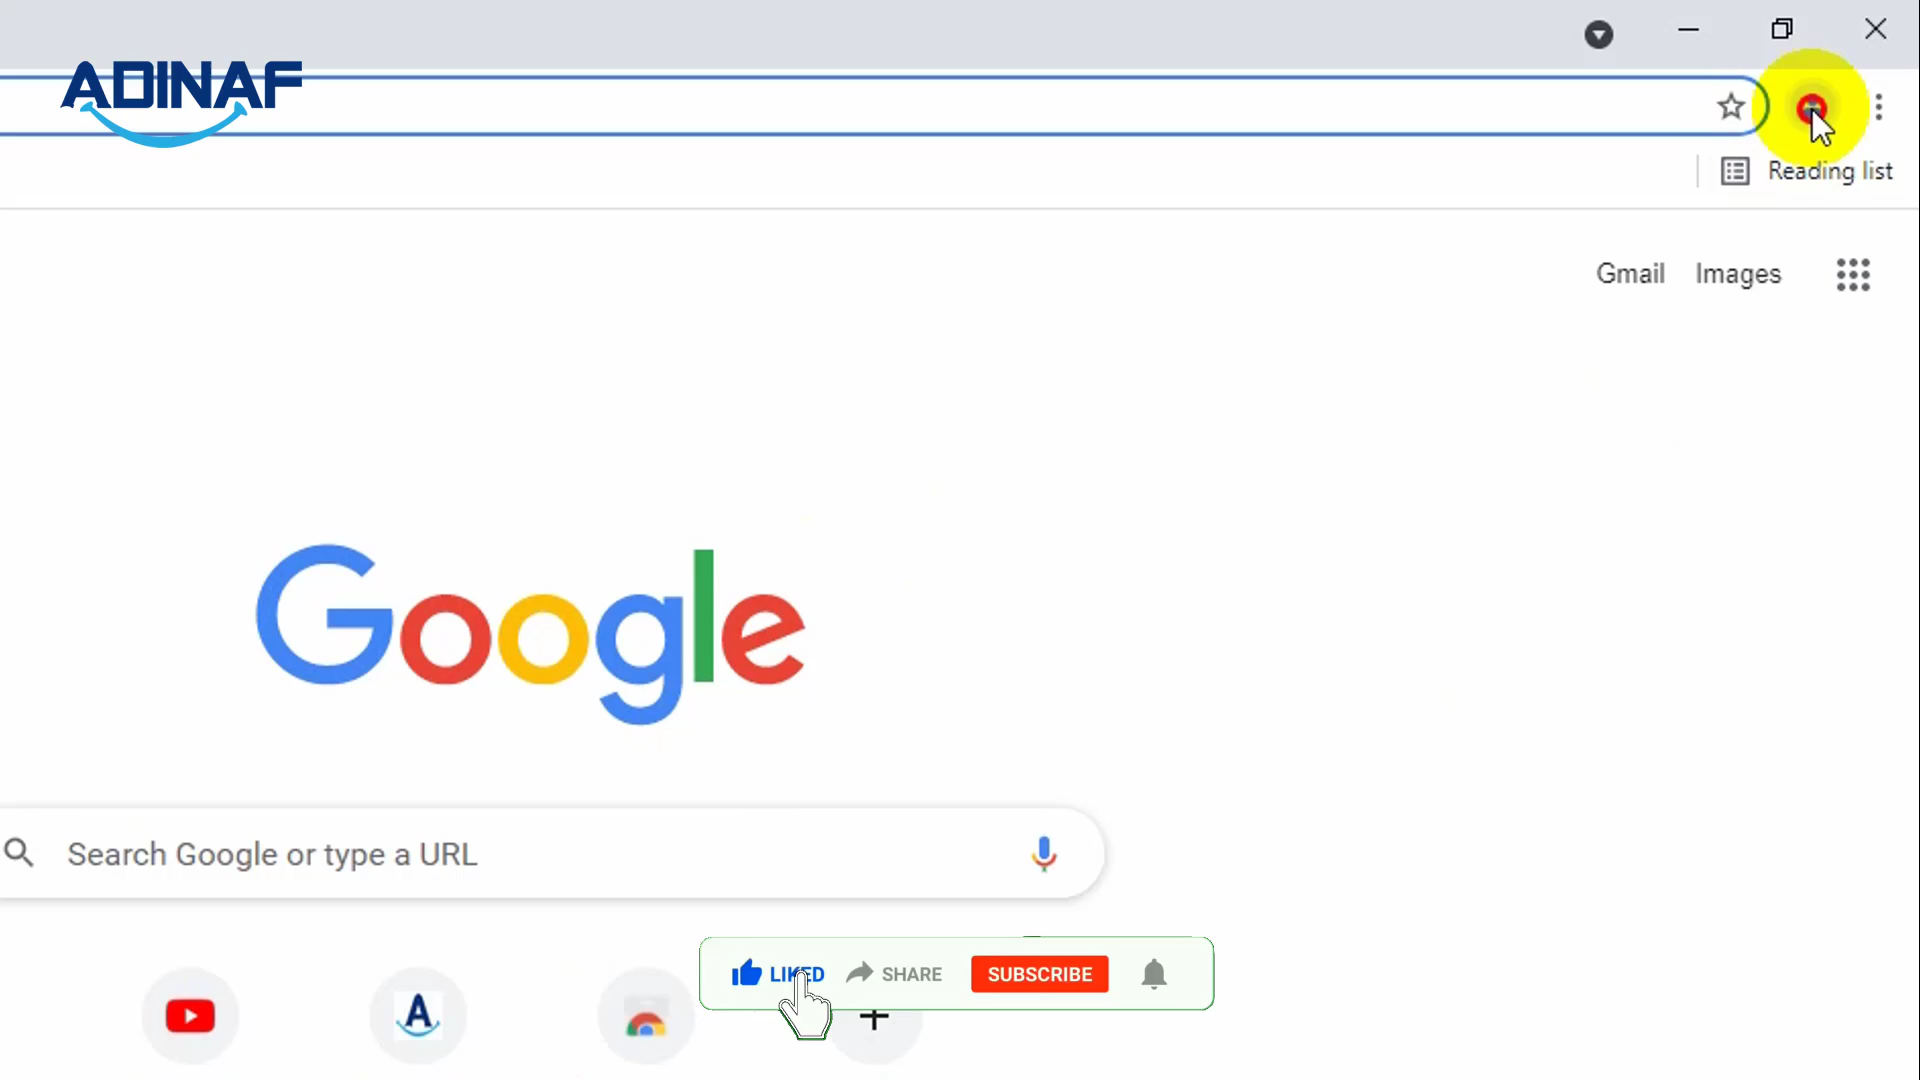 ADINAF
Reading list
Gmail Images
Google
Search Google or type a URL
LIKED SHARE SUBSCRIBE
A